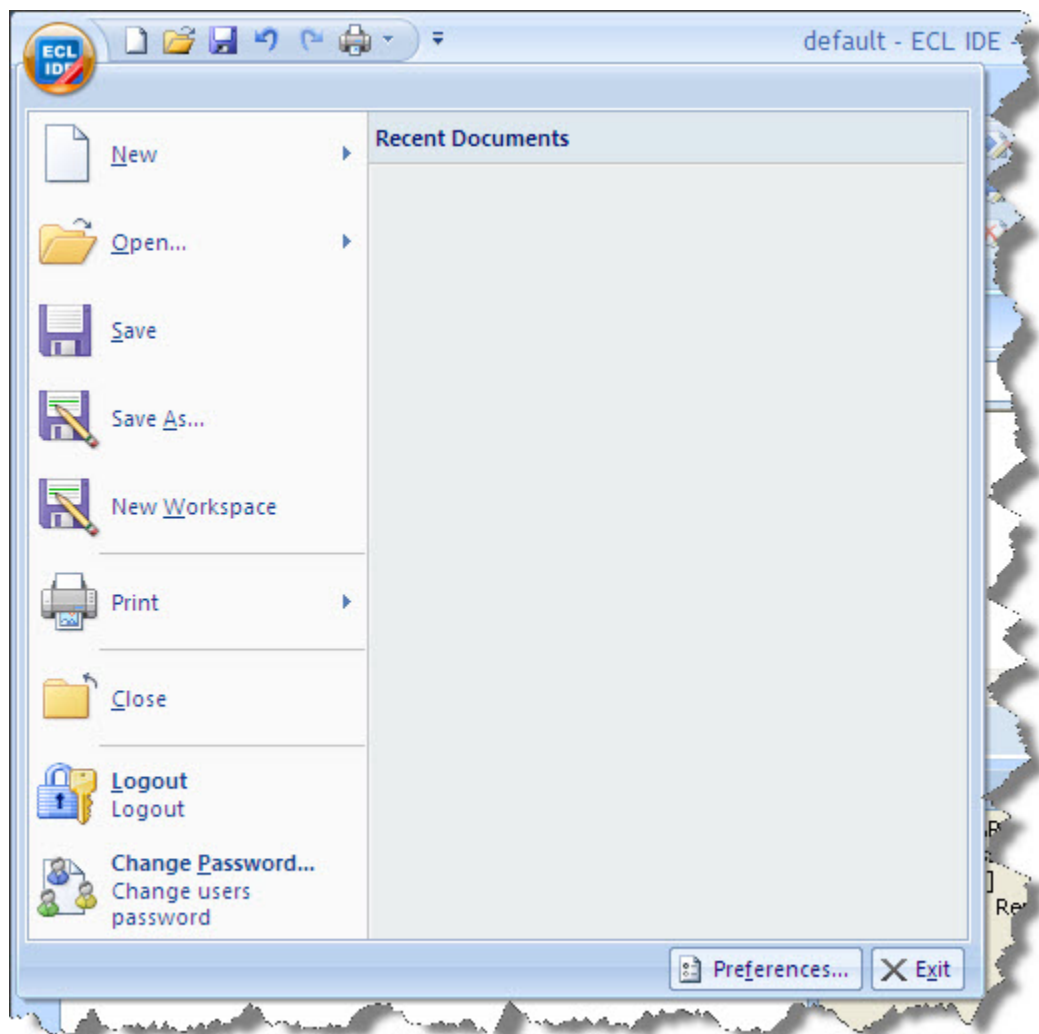 default - ECL IDE -
ECL
IDE
New
Recent Documents
Open...
Save
Save As...
New Workspace
Print
Close
Logout
Logout
Change Password...
Change users
password
Preferences...
Exit